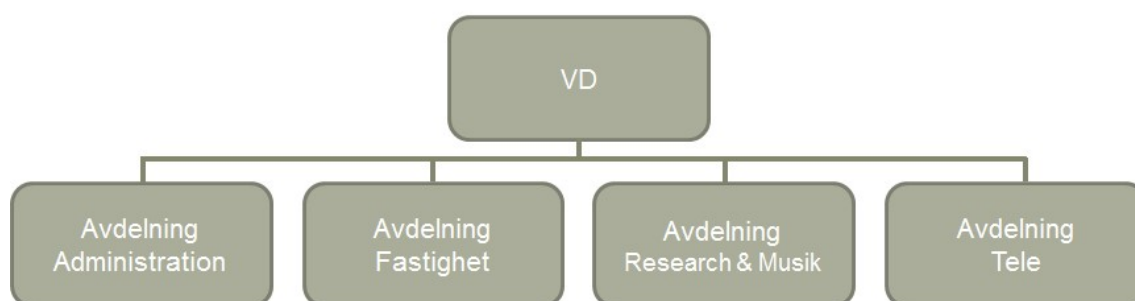 VD
Avdelning
Administration
Avdelning
Fastighet
Avdelning
Research & Musik
Avdelning
Tele